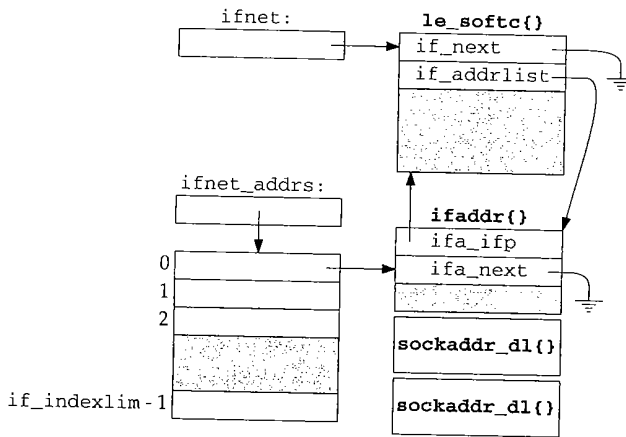 ifnet:
le_softc{}
if_next
if_addrlist
ifnet_addrs:
ifaddr{}
ifa_ifp
ifa_next
0
1
2
if_indexlim - 1
sockaddr_dl{}
sockaddr_dl{}